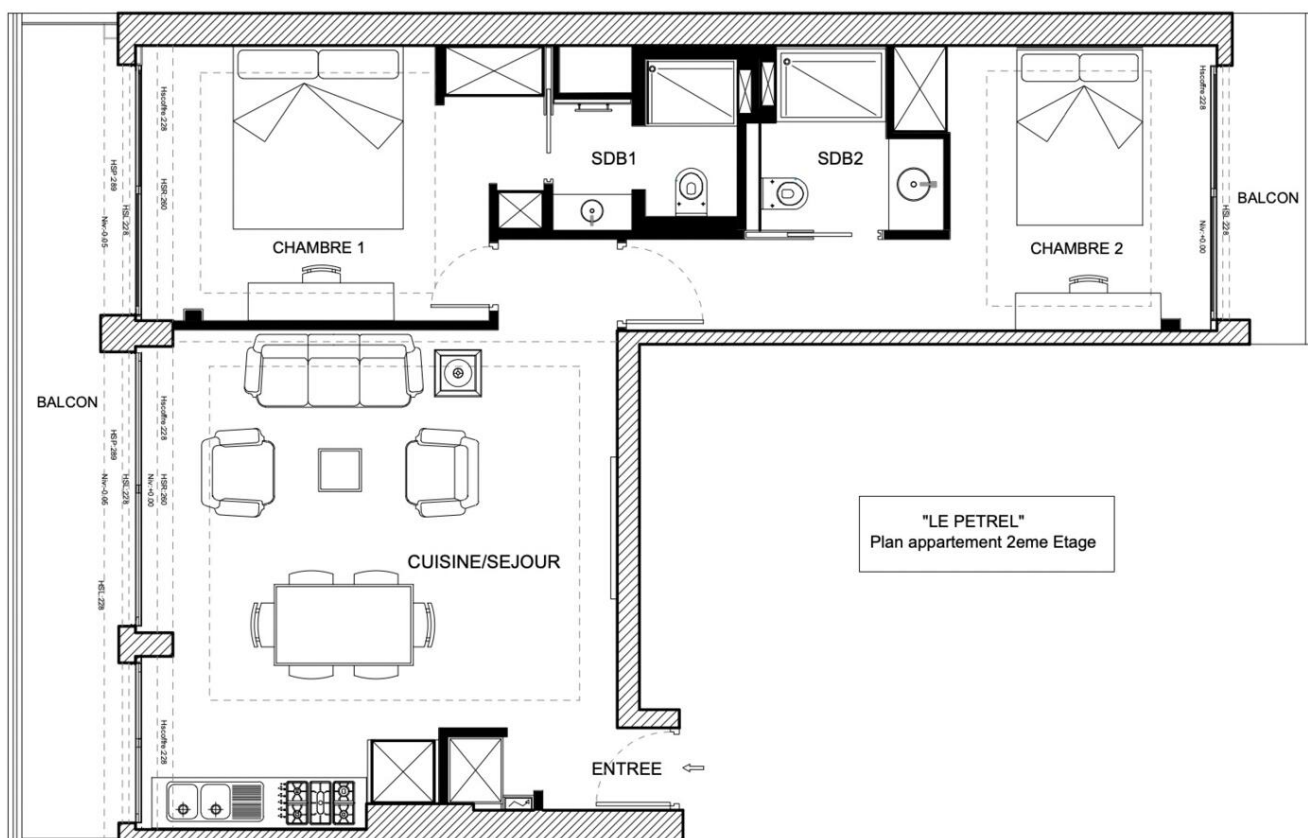 Hscoffre:228
HSP:289
HSL:228
Niv:-0.05
HSR:260
CHAMBRE 1
SDB1
SDB2
CHAMBRE 2
Hscoffre:228
HSL:228
Niv:+0.00
BALCON
BALCON
Hscoffre:228
HSP:289
HSL:228
Niv:-0.05
HSR:260
Niv:+0.00
HSL:228
CUISINE/SEJOUR
"LE PETREL"
Plan appartement 2eme Etage
Hscoffre:228
ENTREE